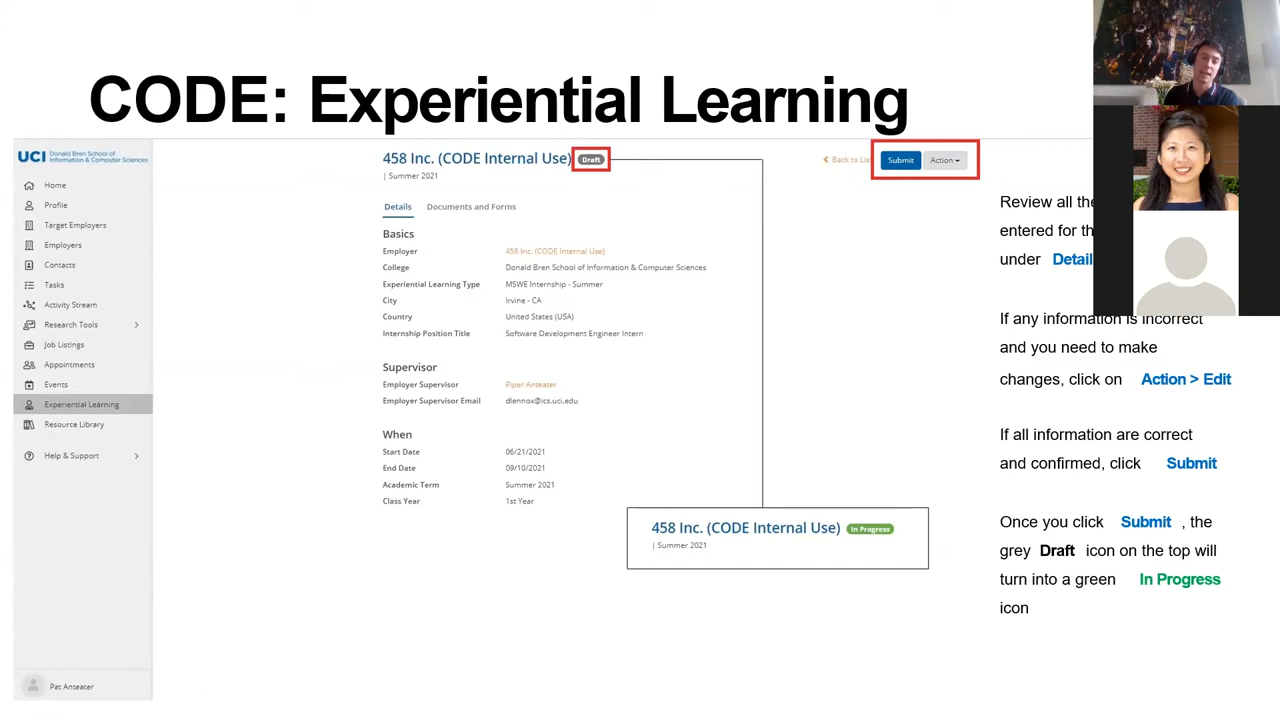 CODE: Experiential Learning
UCI Donald Bren School of
Information & Computer Sciences
Home
Profile
Target Employers
Employers
Contacts
Tasks
Activity Stream
Research Tools
Job Listings
Appointments
Events
Experiential Learning
Resource Library
Help & Support
Pat Anteater
458 Inc. (CODE Internal Use) Draft
| Summer 2021
Back to Submit Action
Details Documents and Forms
Basics
Employer 458 Inc. (CODE Internal Use)
College Donald Bren School of Information & Computer Sciences
Experiential Learning Type MSWE Internship - Summer
City Irvine - CA
Country United States (USA)
Internship Position Title Software Development Engineer Intern
Supervisor
Employer Supervisor Piper Anteater
Employer Supervisor Email dlennox@ics.uci.edu
When
Start Date 06/21/2021
End Date 09/10/2021
Academic Term Summer 2021
Class Year 1st Year
458 Inc. (CODE Internal Use) In Progress
| Summer 2021
Review all
entered for
under
If any information is incorrect
and you need to make
changes, click on Action > Edit
If all information are correct
and confirmed, click Submit
Once you click Submit , the
grey Draft icon on the top will
turn into a green In Progress
icon